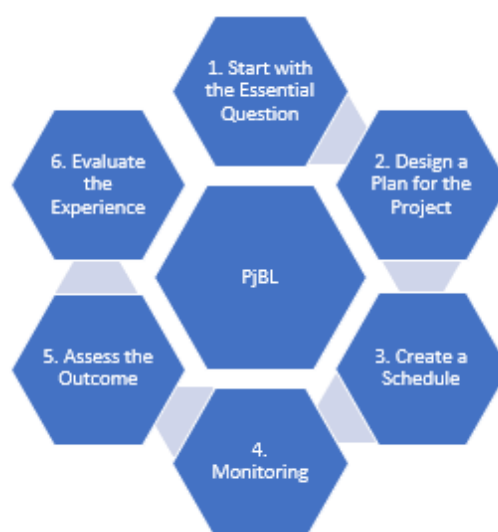 1. Start with
the Essential
Question
2. Design a
Plan for the
Project
3. Create a
Schedule
4.
Monitoring
5. Assess the
Outcome
6. Evaluate
the
Experience
PjBL